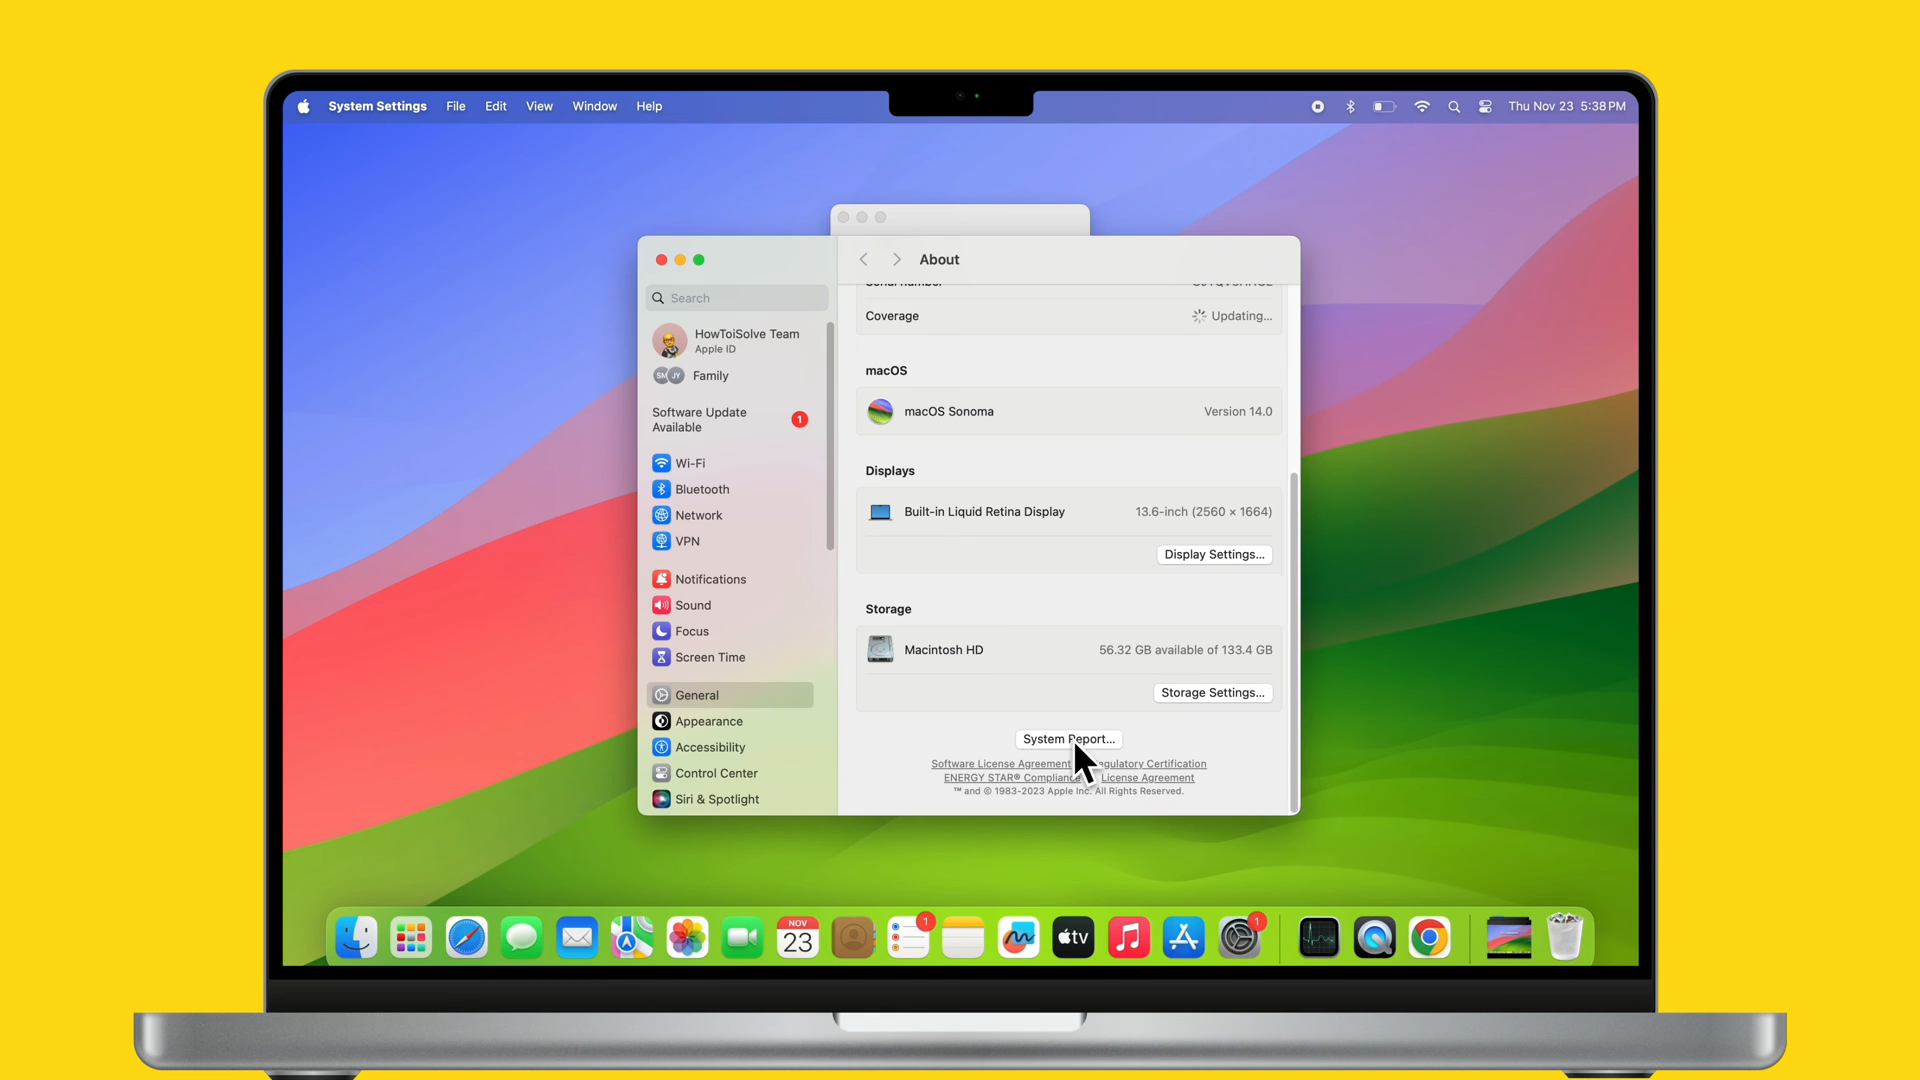 System Settings File Edit View Window Help
Thu Nov 23 5:38 PM
About
Search
Coverage
Updating...
HowToiSolve Team
Apple ID
SM JY Family
macOS
Software Update
Available
1
macOS Sonoma
Version 14.0
Wi-Fi
Displays
Bluetooth
Built-in Liquid Retina Display
13.6-inch (2560 × 1664)
Network
VPN
Display Settings...
Notifications
Sound
Storage
Focus
Macintosh HD
56.32 GB available of 133.4 GB
Screen Time
General
Storage Settings...
Appearance
System Report...
Accessibility
Software License Agreement
Regulatory Certification
Control Center
ENERGY STAR® Compliance
License Agreement
™ and © 1983-2023 Apple Inc. All Rights Reserved.
Siri & Spotlight
NOV
23
1
tv
1